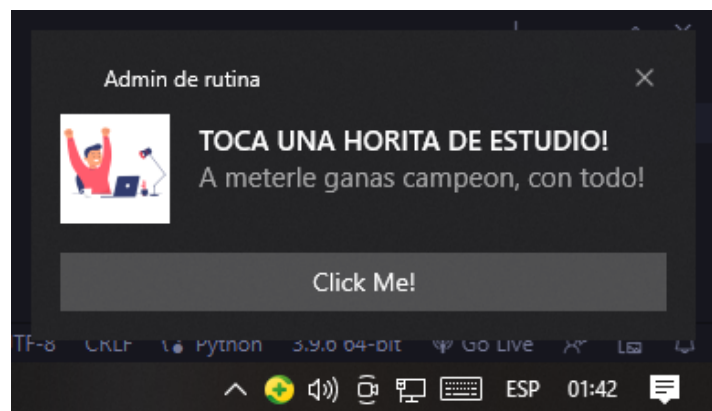 Admin de rutina
TOCA UNA HORITA DE ESTUDIO!
A meterle ganas campeon, con todo!
Click Me!
TF-8 CRLF Python 3.9.6 64-bit Go Live
ESP 01:42